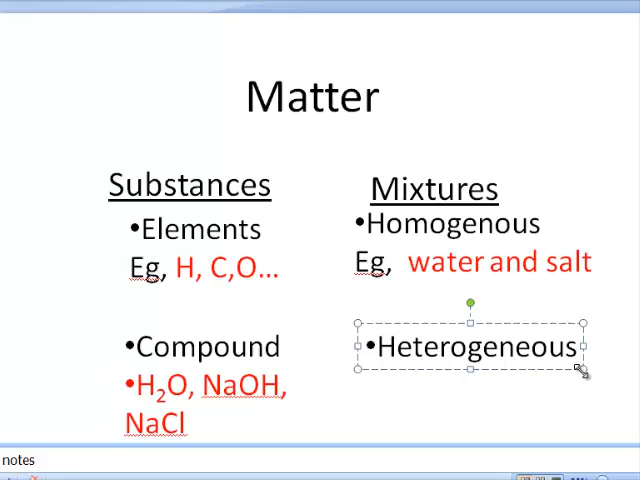 Matter
Substances
•Elements
Eg, H, C,O...
•Compound
•H₂O, NaOH,
NaCl
Mixtures
•Homogenous
Eg, water and salt
•Heterogeneous
notes